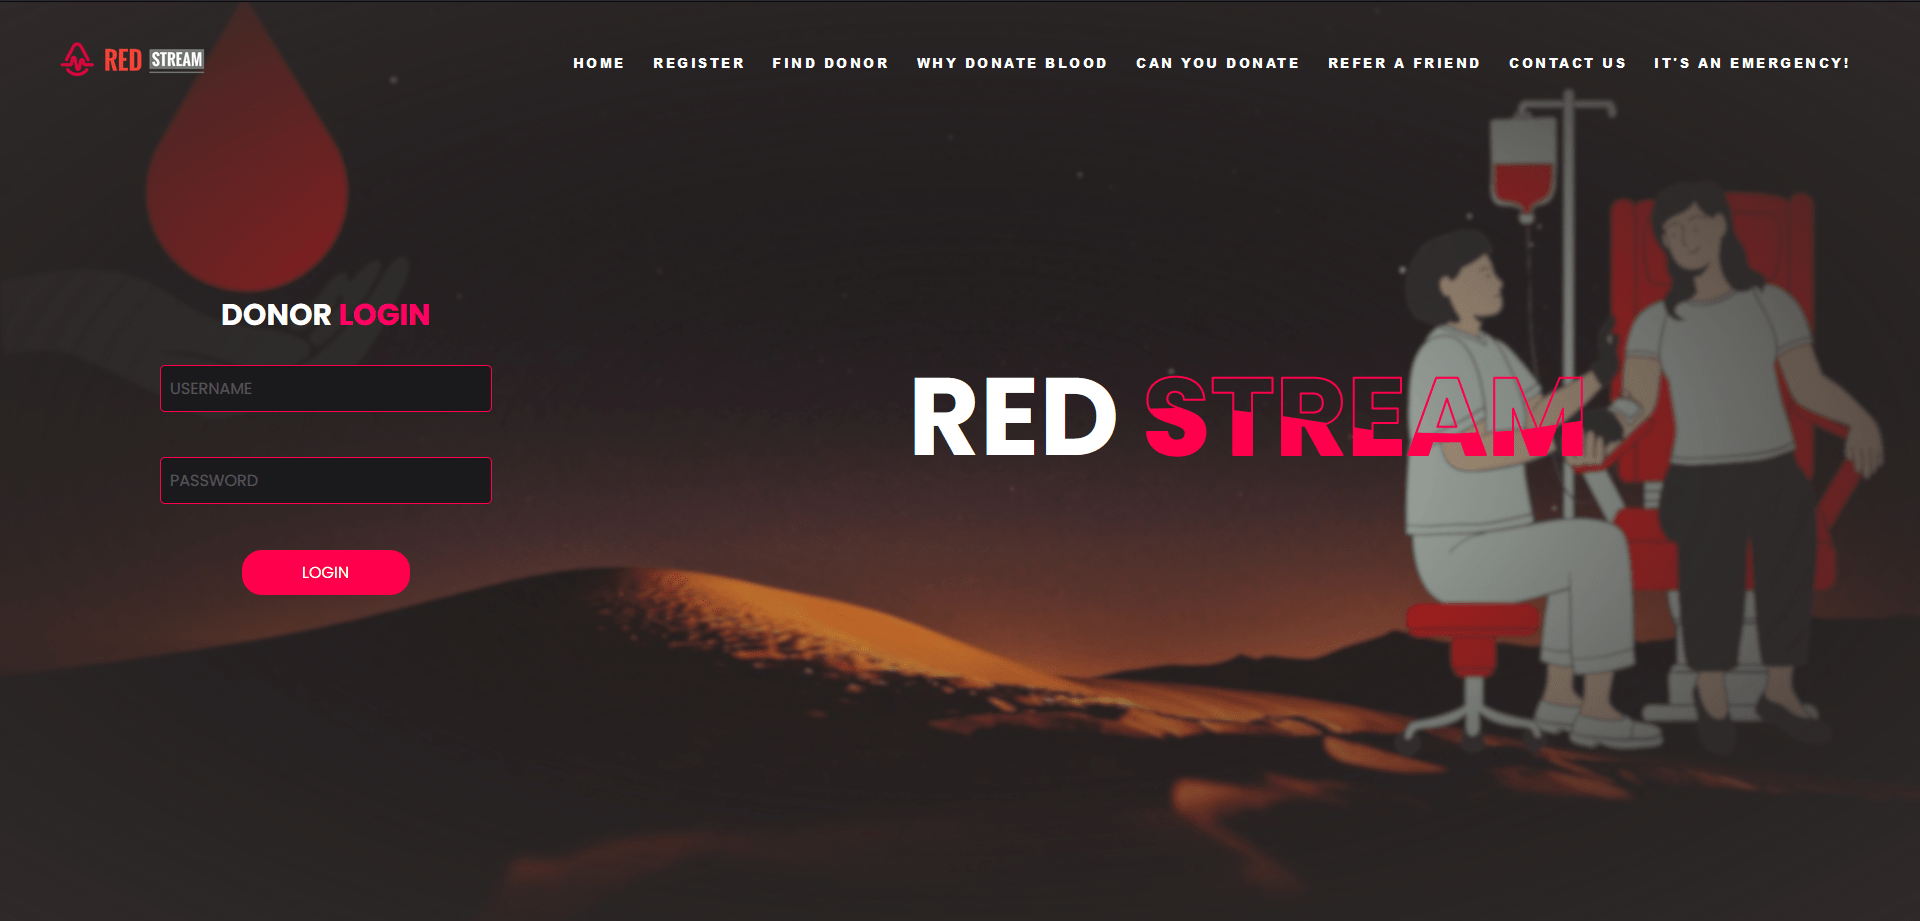 RED STREAM
HOME REGISTER FIND DONOR WHY DONATE BLOOD CAN YOU DONATE REFER A FRIEND CONTACT US IT'S AN EMERGENCY!
DONOR LOGIN
USERNAME
PASSWORD
LOGIN
RED STREAM